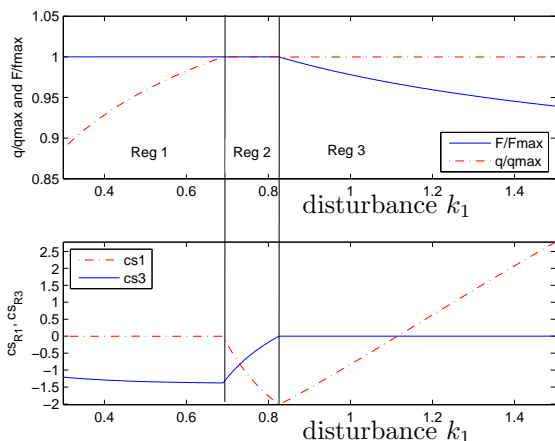 1.05
1
0.95
0.9
0.85
q/qmax and F/fmax
Reg 1
Reg 2
Reg 3
F/Fmax
q/qmax
0.4 0.6 0.8 1 1.2 1.4
disturbance k1
2.5
2
1.5
1
0.5
0
−0.5
−1
−1.5
−2
csR1, csR3
cs1
cs3
0.4 0.6 0.8 1 1.2 1.4
disturbance k1